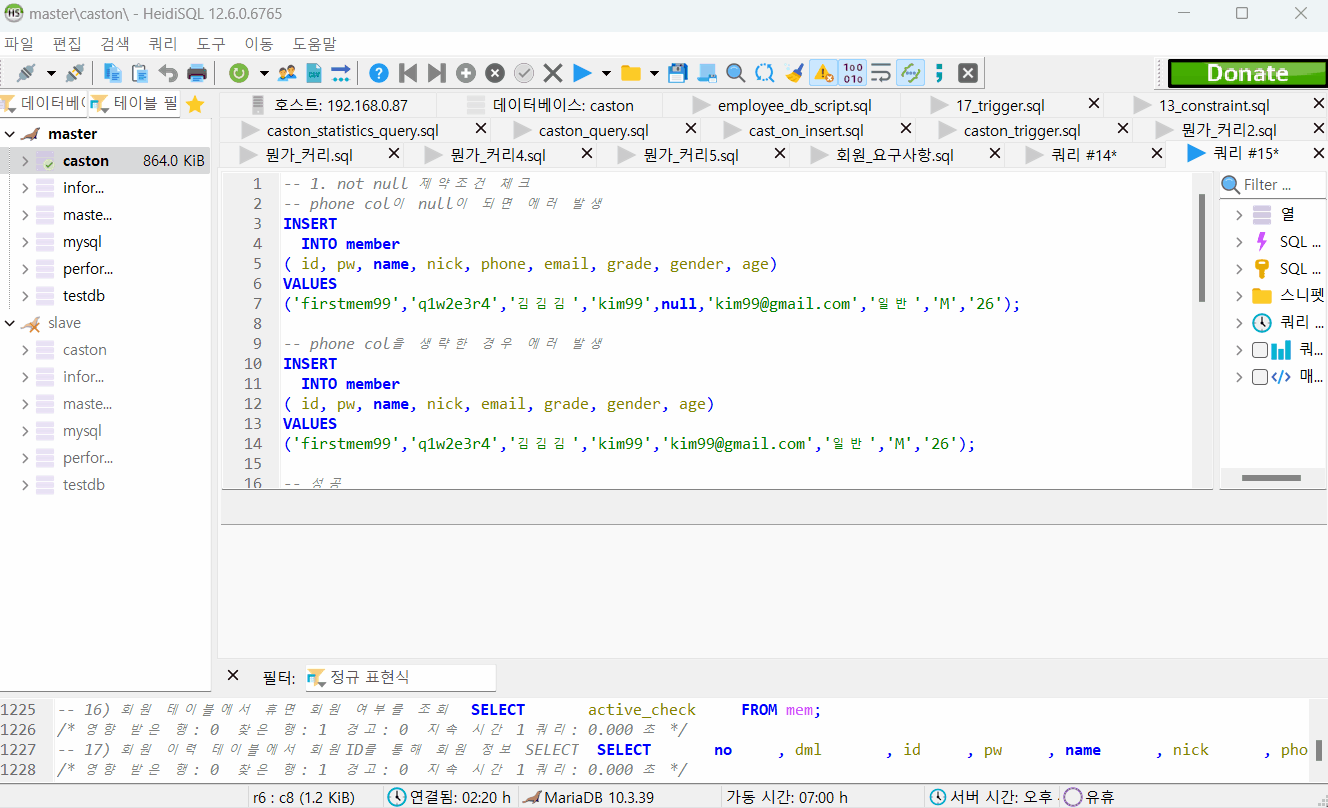 master\caston\ - HeidiSQL 12.6.0.6765
파일 편집 검색 쿼리 도구 이동 도움말
Donate
데이터베( 테이블 필
호스트: 192.168.0.87 데이터베이스: caston employee_db_script.sql 17_trigger.sql 13_constraint.sql
caston_statistics_query.sql caston_query.sql cast_on_insert.sql caston_trigger.sql 뭔가_커리2.sql
뭔가_커리.sql 뭔가_커리4.sql 뭔가_커리5.sql 회원_요구사항.sql 쿼리 #14* 쿼리 #15*
master
caston 864.0 KiB
infor...
maste...
mysql
perfor...
testdb
slave
caston
infor...
maste...
mysql
perfor...
testdb
1 -- 1. not null 제약조건 체크
2 -- phone col이 null이 되면 에러 발생
3 INSERT
4 INTO member
5 ( id, pw, name, nick, phone, email, grade, gender, age)
6 VALUES
7 ('firstmem99','q1w2e3r4','김김김','kim99',null,'kim99@gmail.com','일반','M','26');
8
9 -- phone col을 생략한 경우 에러 발생
10 INSERT
11 INTO member
12 ( id, pw, name, nick, email, grade, gender, age)
13 VALUES
14 ('firstmem99','q1w2e3r4','김김김','kim99','kim99@gmail.com','일반','M','26');
15
16 -- 성공
Filter ...
열
SQL ...
SQL ...
스니펫
쿼리 ...
쿼...
매...
필터: 정규 표현식
1225 -- 16) 회원 테이블에서 휴면 회원 여부를 조회 SELECT active_check FROM mem;
1226 /* 영향 받은 행: 0 찾은 행: 1 경고: 0 지속 시간 1 쿼리: 0.000 초 */
1227 -- 17) 회원 이력 테이블에서 회원ID를 통해 회원 정보 SELECT SELECT no , dml , id , pw , name , nick , pho
1228 /* 영향 받은 행: 0 찾은 행: 1 경고: 0 지속 시간 1 쿼리: 0.000 초 */
r6 : c8 (1.2 KiB) 연결됨: 02:20 h MariaDB 10.3.39 가동 시간: 07:00 h 서버 시간: 오후 유휴